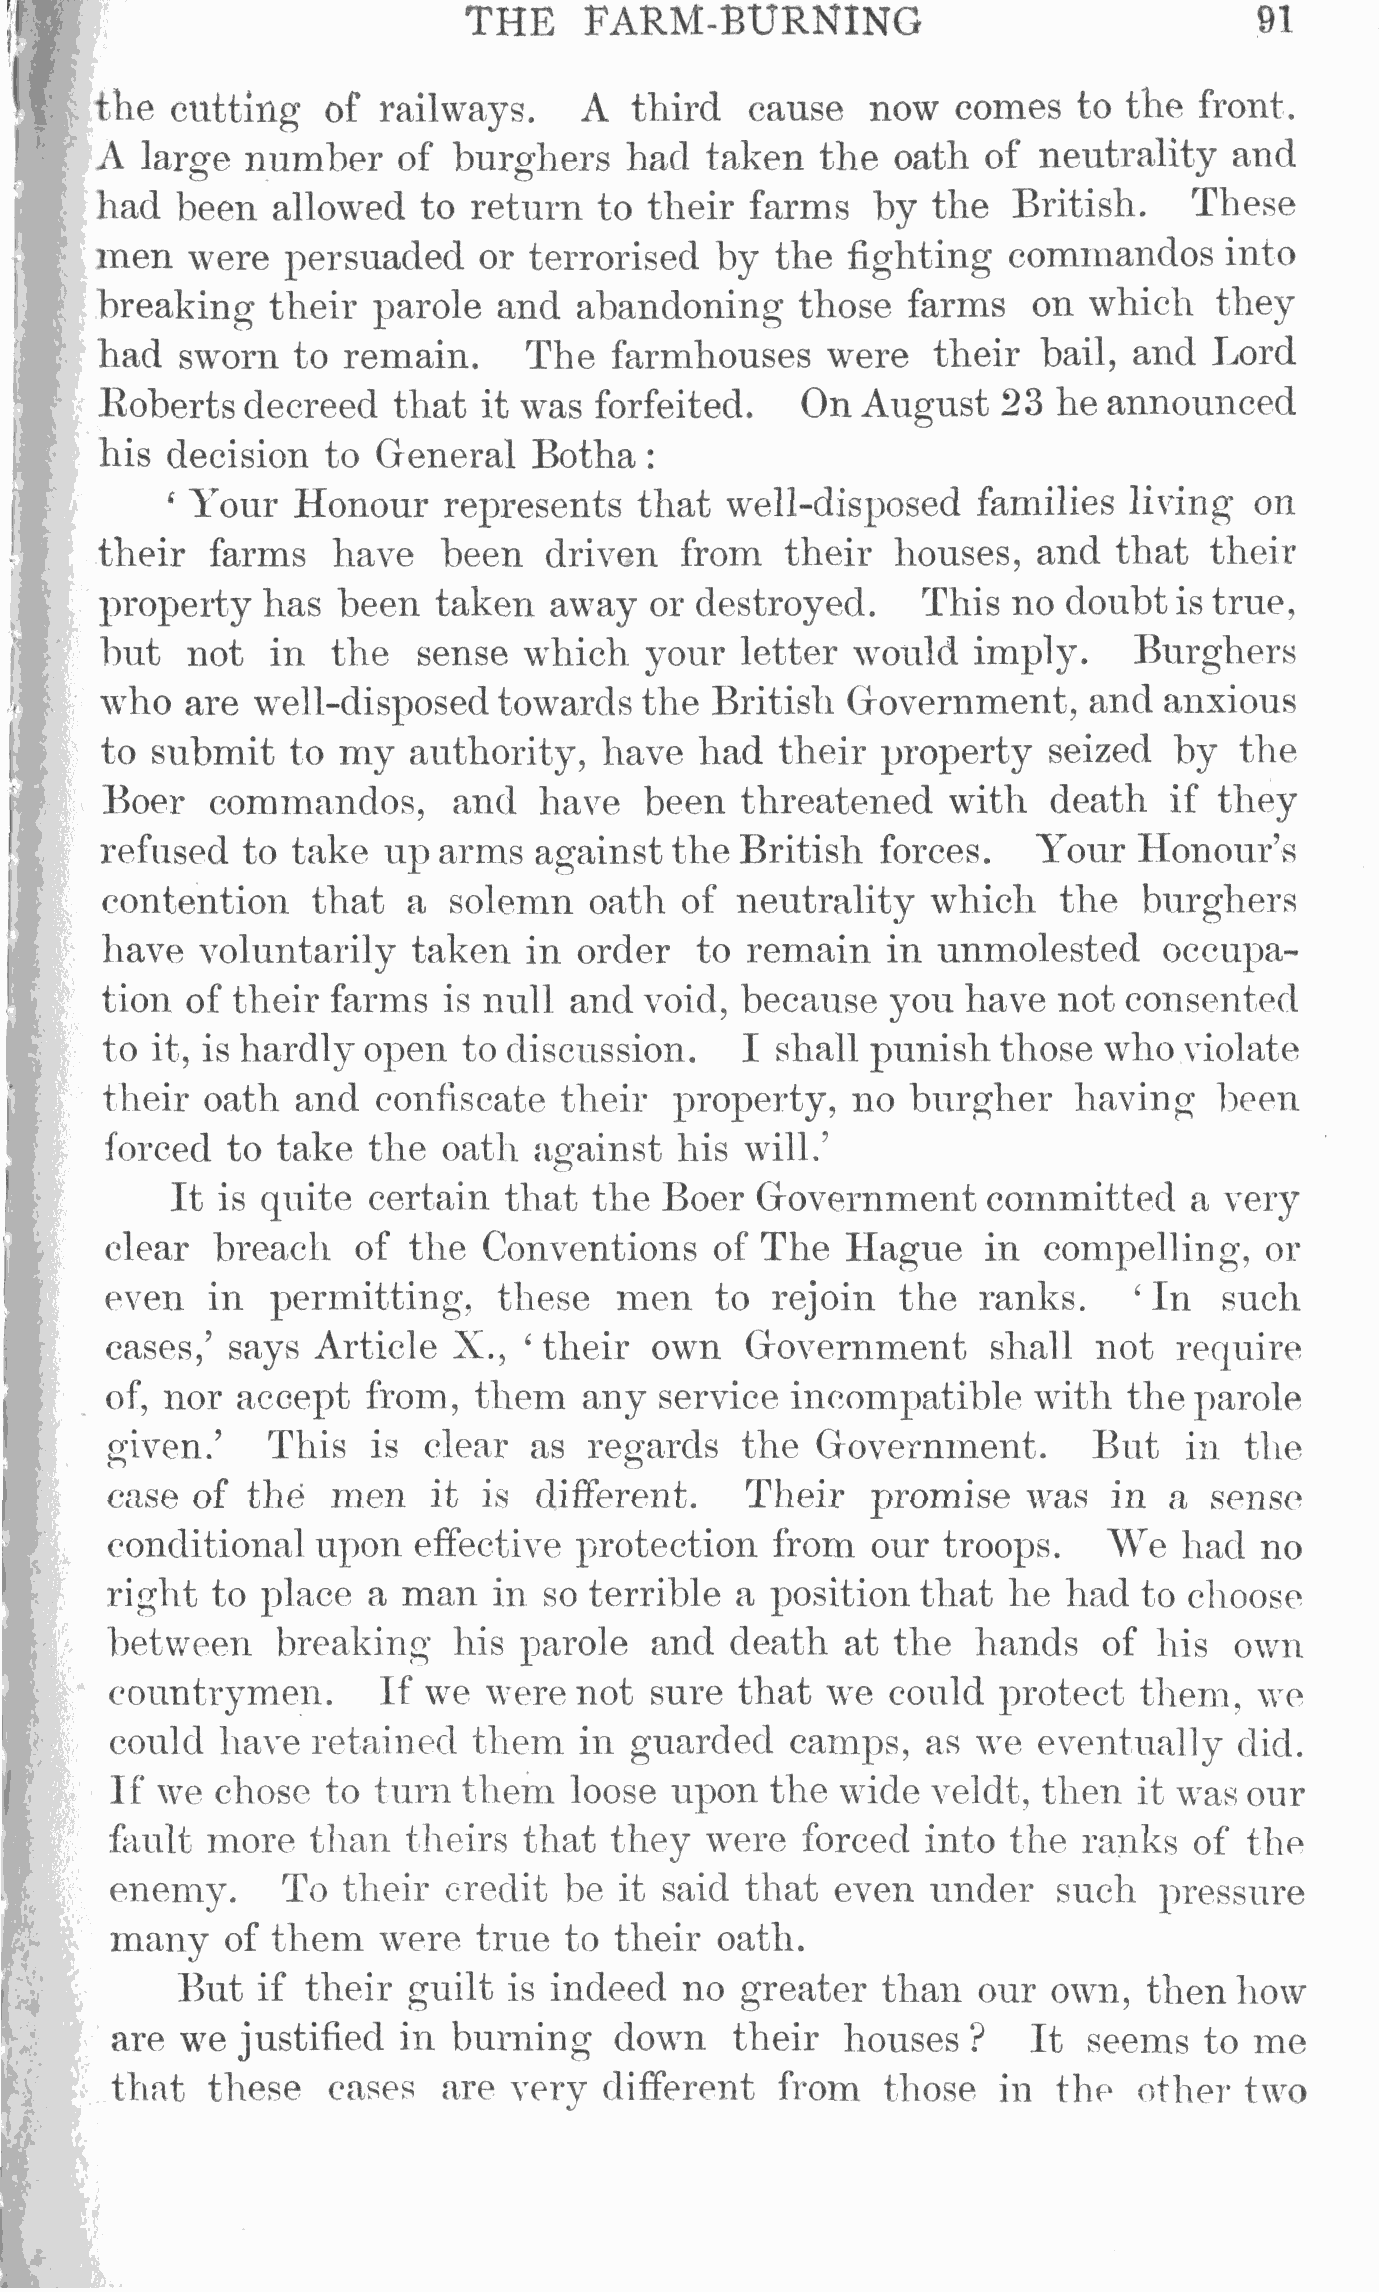 THE FARM-BURNING 91
the cutting of railways. A third cause now comes to the front.
A large number of burghers had taken the oath of neutrality and
had been allowed to return to their farms by the British. These
men were persuaded or terrorised by the fighting commandos into
breaking their parole and abandoning those farms on which they
had sworn to remain. The farmhouses were their bail, and Lord
Roberts decreed that it was forfeited. On August 23 he announced
his decision to General Botha :
‘ Your Honour represents that well-disposed families living on
their farms have been driven from their houses, and that their
property has been taken away or destroyed. This no doubt is true,
but not in the sense which your letter would imply. Burghers
who are well-disposed towards the British Government, and anxious
to submit to my authority, have had their property seized by the
Boer commandos, and have been threatened with death if they
refused to take up arms against the British forces. Your Honour’s
contention that a solemn oath of neutrality which the burghers
have voluntarily taken in order to remain in unmolested occupa-
tion of their farms is null and void, because you have not consented
to it, is hardly open to discussion. I shall punish those who violate
their oath and confiscate their property, no burgher having been
forced to take the oath against his will.’
It is quite certain that the Boer Government committed a very
clear breach of the Conventions of The Hague in compelling, or
even in permitting, these men to rejoin the ranks. ‘ In such
cases,’ says Article X., ‘ their own Government shall not require
of, nor accept from, them any service incompatible with the parole
given.’ This is clear as regards the Government. But in the
case of the men it is different. Their promise was in a sense
conditional upon effective protection from our troops. We had no
right to place a man in so terrible a position that he had to choose
between breaking his parole and death at the hands of his own
countrymen. If we were not sure that we could protect them, we
could have retained them in guarded camps, as we eventually did.
If we chose to turn them loose upon the wide veldt, then it was our
fault more than theirs that they were forced into the ranks of the
enemy. To their credit be it said that even under such pressure
many of them were true to their oath.
But if their guilt is indeed no greater than our own, then how
are we justified in burning down their houses ? It seems to me
that these cases are very different from those in the other two